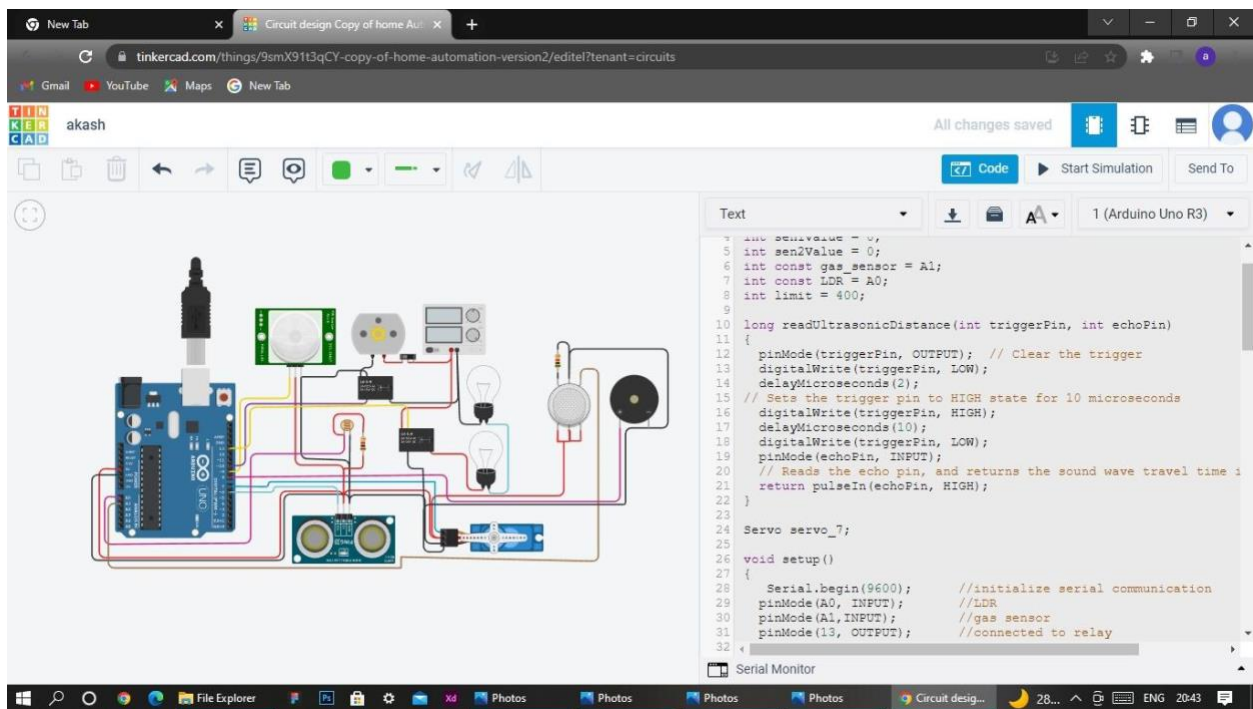 New Tab
Circuit design Copy of home Aut
tinkercad.com/things/9smX91t3qCY-copy-of-home-automation-version2/editel?tenant=circuits
Gmail YouTube Maps New Tab
TIN
KER
CAD
akash
All changes saved
Code Start Simulation Send To
Text
1 (Arduino Uno R3)
5 int sen2Value = 0;
6 int const gas_sensor = A1;
7 int const LDR = A0;
8 int limit = 400;
9
10 long readUltrasonicDistance(int triggerPin, int echoPin)
11 {
12 pinMode(triggerPin, OUTPUT); // Clear the trigger
13 digitalWrite(triggerPin, LOW);
14 delayMicroseconds(2);
15 // Sets the trigger pin to HIGH state for 10 microseconds
16 digitalWrite(triggerPin, HIGH);
17 delayMicroseconds(10);
18 digitalWrite(triggerPin, LOW);
19 pinMode(echoPin, INPUT);
20 // Reads the echo pin, and returns the sound wave travel time i
21 return pulseIn(echoPin, HIGH);
22 }
23
24 Servo servo_7;
25
26 void setup()
27 {
28 Serial.begin(9600); //initialize serial communication
29 pinMode(A0, INPUT); //LDR
30 pinMode(A1,INPUT); //gas sensor
31 pinMode(13, OUTPUT); //connected to relay
32
Serial Monitor
UNO
ARDUINO
File Explorer Photos Photos Photos Photos Circuit desig... 28... ENG 20:43